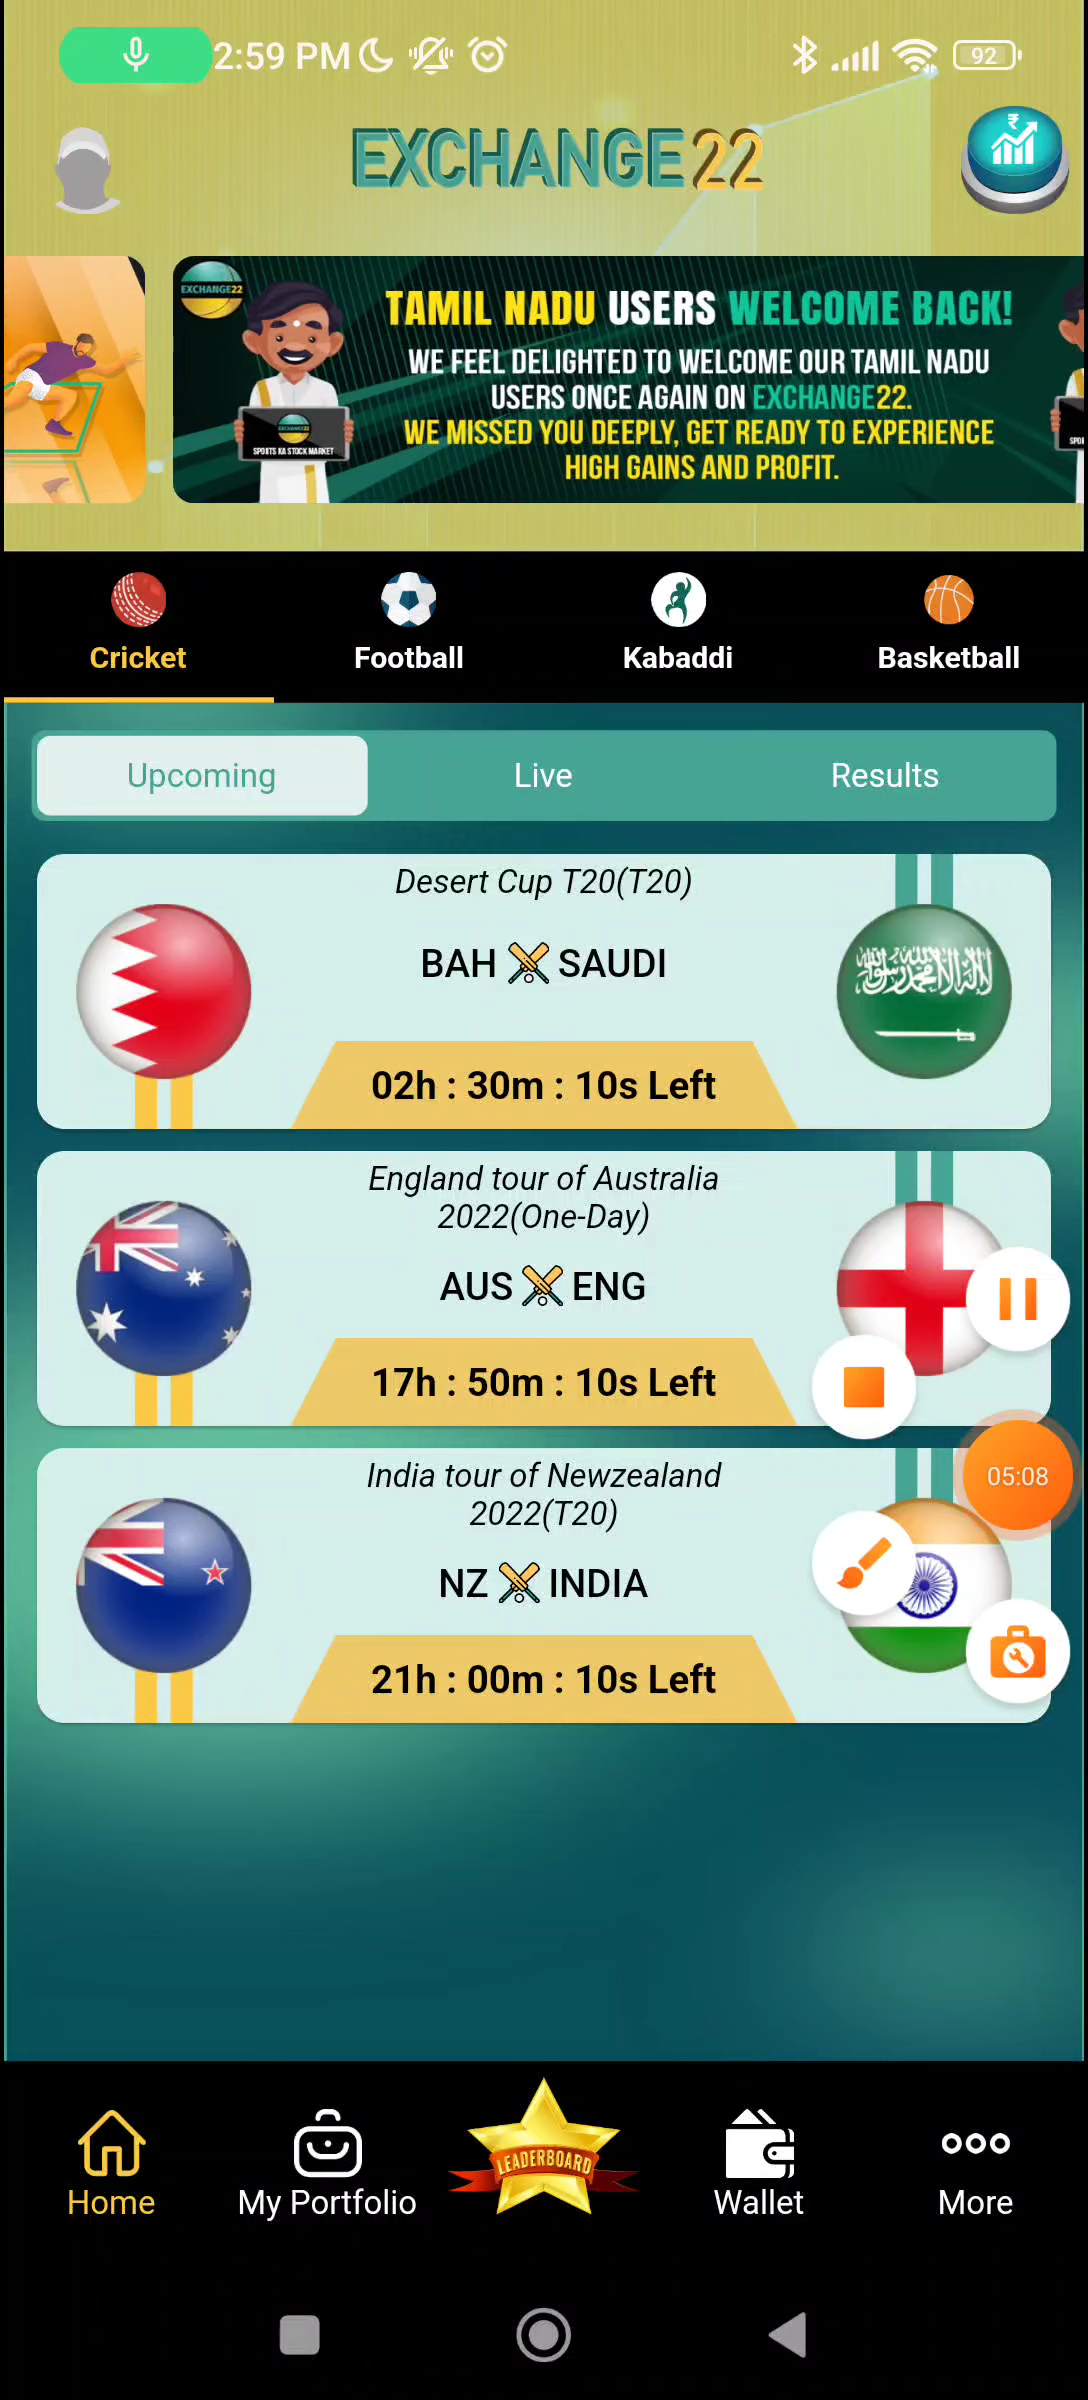 2:59 PM
92
EXCHANGE 22
₹
EXCHANGE22
TAMIL NADU USERS WELCOME BACK!
WE FEEL DELIGHTED TO WELCOME OUR TAMIL NADU
USERS ONCE AGAIN ON EXCHANGE22.
WE MISSED YOU DEEPLY, GET READY TO EXPERIENCE
HIGH GAINS AND PROFIT.
EXCHANGE22
SPORTS KA STOCK MARKET
Cricket
Football
Kabaddi
Basketball
Upcoming
Live
Results
Desert Cup T20(T20)
BAH SAUDI
02h : 30m : 10s Left
England tour of Australia
2022(One-Day)
AUS ENG
17h : 50m : 10s Left
05:08
India tour of Newzealand
2022(T20)
NZ INDIA
21h : 00m : 10s Left
Home
My Portfolio
LEADERBOARD
Wallet
More